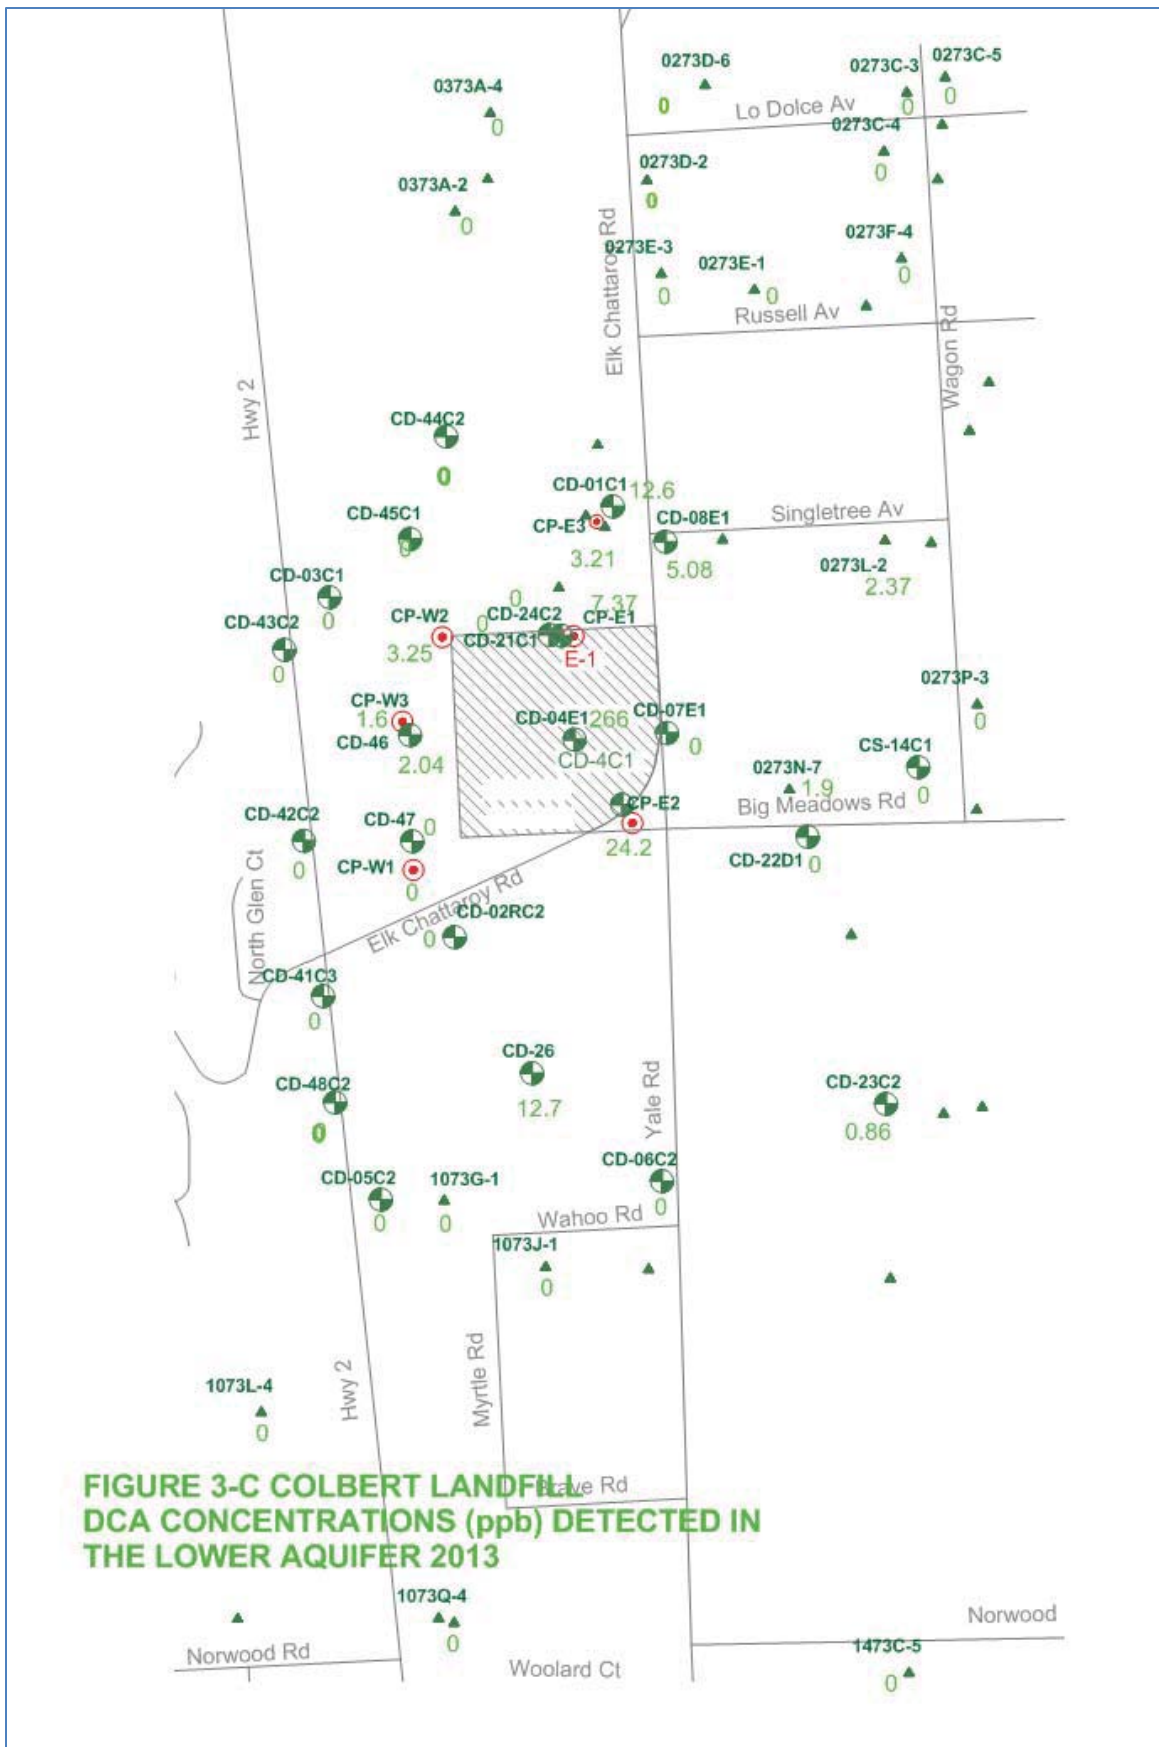 0273D-6
0273C-3
0273C-5
0373A-4
0
0
0
Lo Dolce Av
0
0273C-4
0273D-2
0
0373A-2
0
0
0273F-4
0273E-3
0273E-1
0
0
0
Elk Chattaroy Rd
Russell Av
Wagon Rd
Hwy 2
CD-44C2
0
CD-01C1
12.6
CD-45C1
0
CP-E3
CD-08E1
Singletree Av
3.21
5.08
0273L-2
2.37
CD-03C1
0
0
7.37
CD-43C2
CP-W2
0
CD-24C2
CP-E1
CD-21C1
3.25
E-1
0
0273P-3
CP-W3
1.6
CD-04E1
266
CD-07E1
0
CD-46
0
CS-14C1
2.04
CD-4C1
0273N-7
1.9
0
Big Meadows Rd
CP-E2
CD-42C2
CD-47
0
24.2
CD-22D1
0
0
CP-W1
0
North Glen Ct
Elk Chattaroy Rd
CD-02RC2
0
CD-41C3
0
CD-26
12.7
Yale Rd
CD-48C2
0
CD-23C2
0.86
CD-05C2
0
1073G-1
0
CD-06C2
0
Wahoo Rd
1073J-1
0
Hwy 2
Myrtle Rd
1073L-4
0
FIGURE 3-C COLBERT LANDFILL
Brave Rd
DCA CONCENTRATIONS (ppb) DETECTED IN
THE LOWER AQUIFER 2013
1073Q-4
0
Norwood
Norwood Rd
Woolard Ct
1473C-5
0